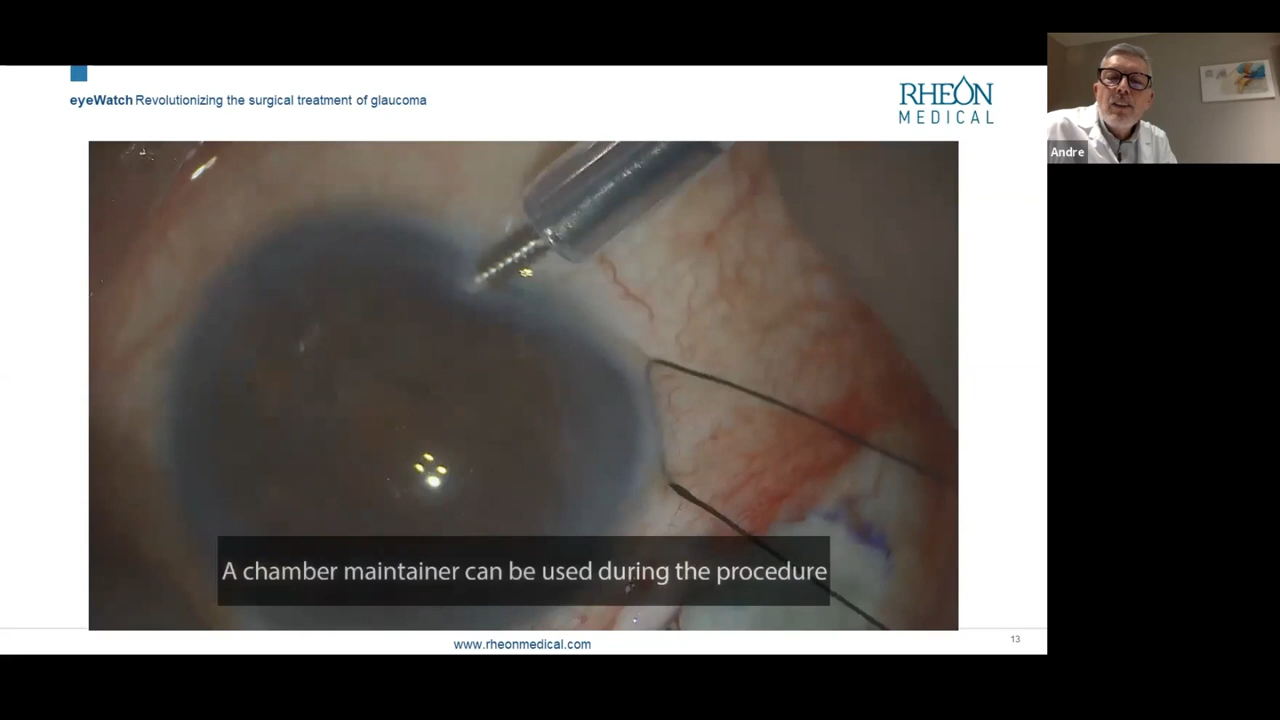 eyeWatch Revolutionizing the surgical treatment of glaucoma
RHEON
MEDICAL
Andre
A chamber maintainer can be used during the procedure
www.rheonmedical.com
13